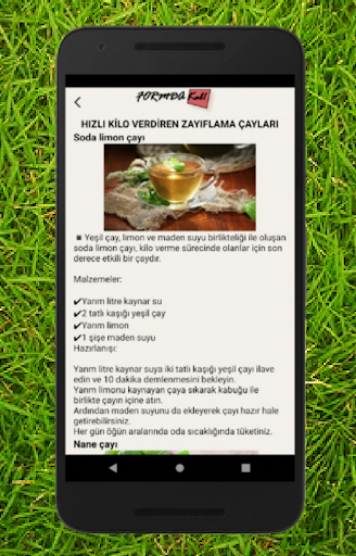 FORMDA Kal!
HIZLI KİLO VERDİREN ZAYIFLAMA ÇAYLARI
Soda limon çayı
▪ Yeşil çay, limon ve maden suyu birlikteliği ile oluşan
soda limon çayı, kilo verme sürecinde olanlar için son
derece etkili bir çaydır.
Malzemeler:
✔Yarım litre kaynar su
✔2 tatlı kaşığı yeşil çay
✔Yarım limon
✔1 şişe maden suyu
Hazırlanışı:
Yarım litre kaynar suya iki tatlı kaşığı yeşil çayı ilave
edin ve 10 dakika demlenmesini bekleyin.
Yarım limonu kaynayan çaya sıkarak kabuğu ile
birlikte çayın içine atın.
Ardından maden suyunu da ekleyerek çayı hazır hale
getirebilirsiniz.
Her gün öğün aralarında oda sıcaklığında tüketiniz.
Nane çayı